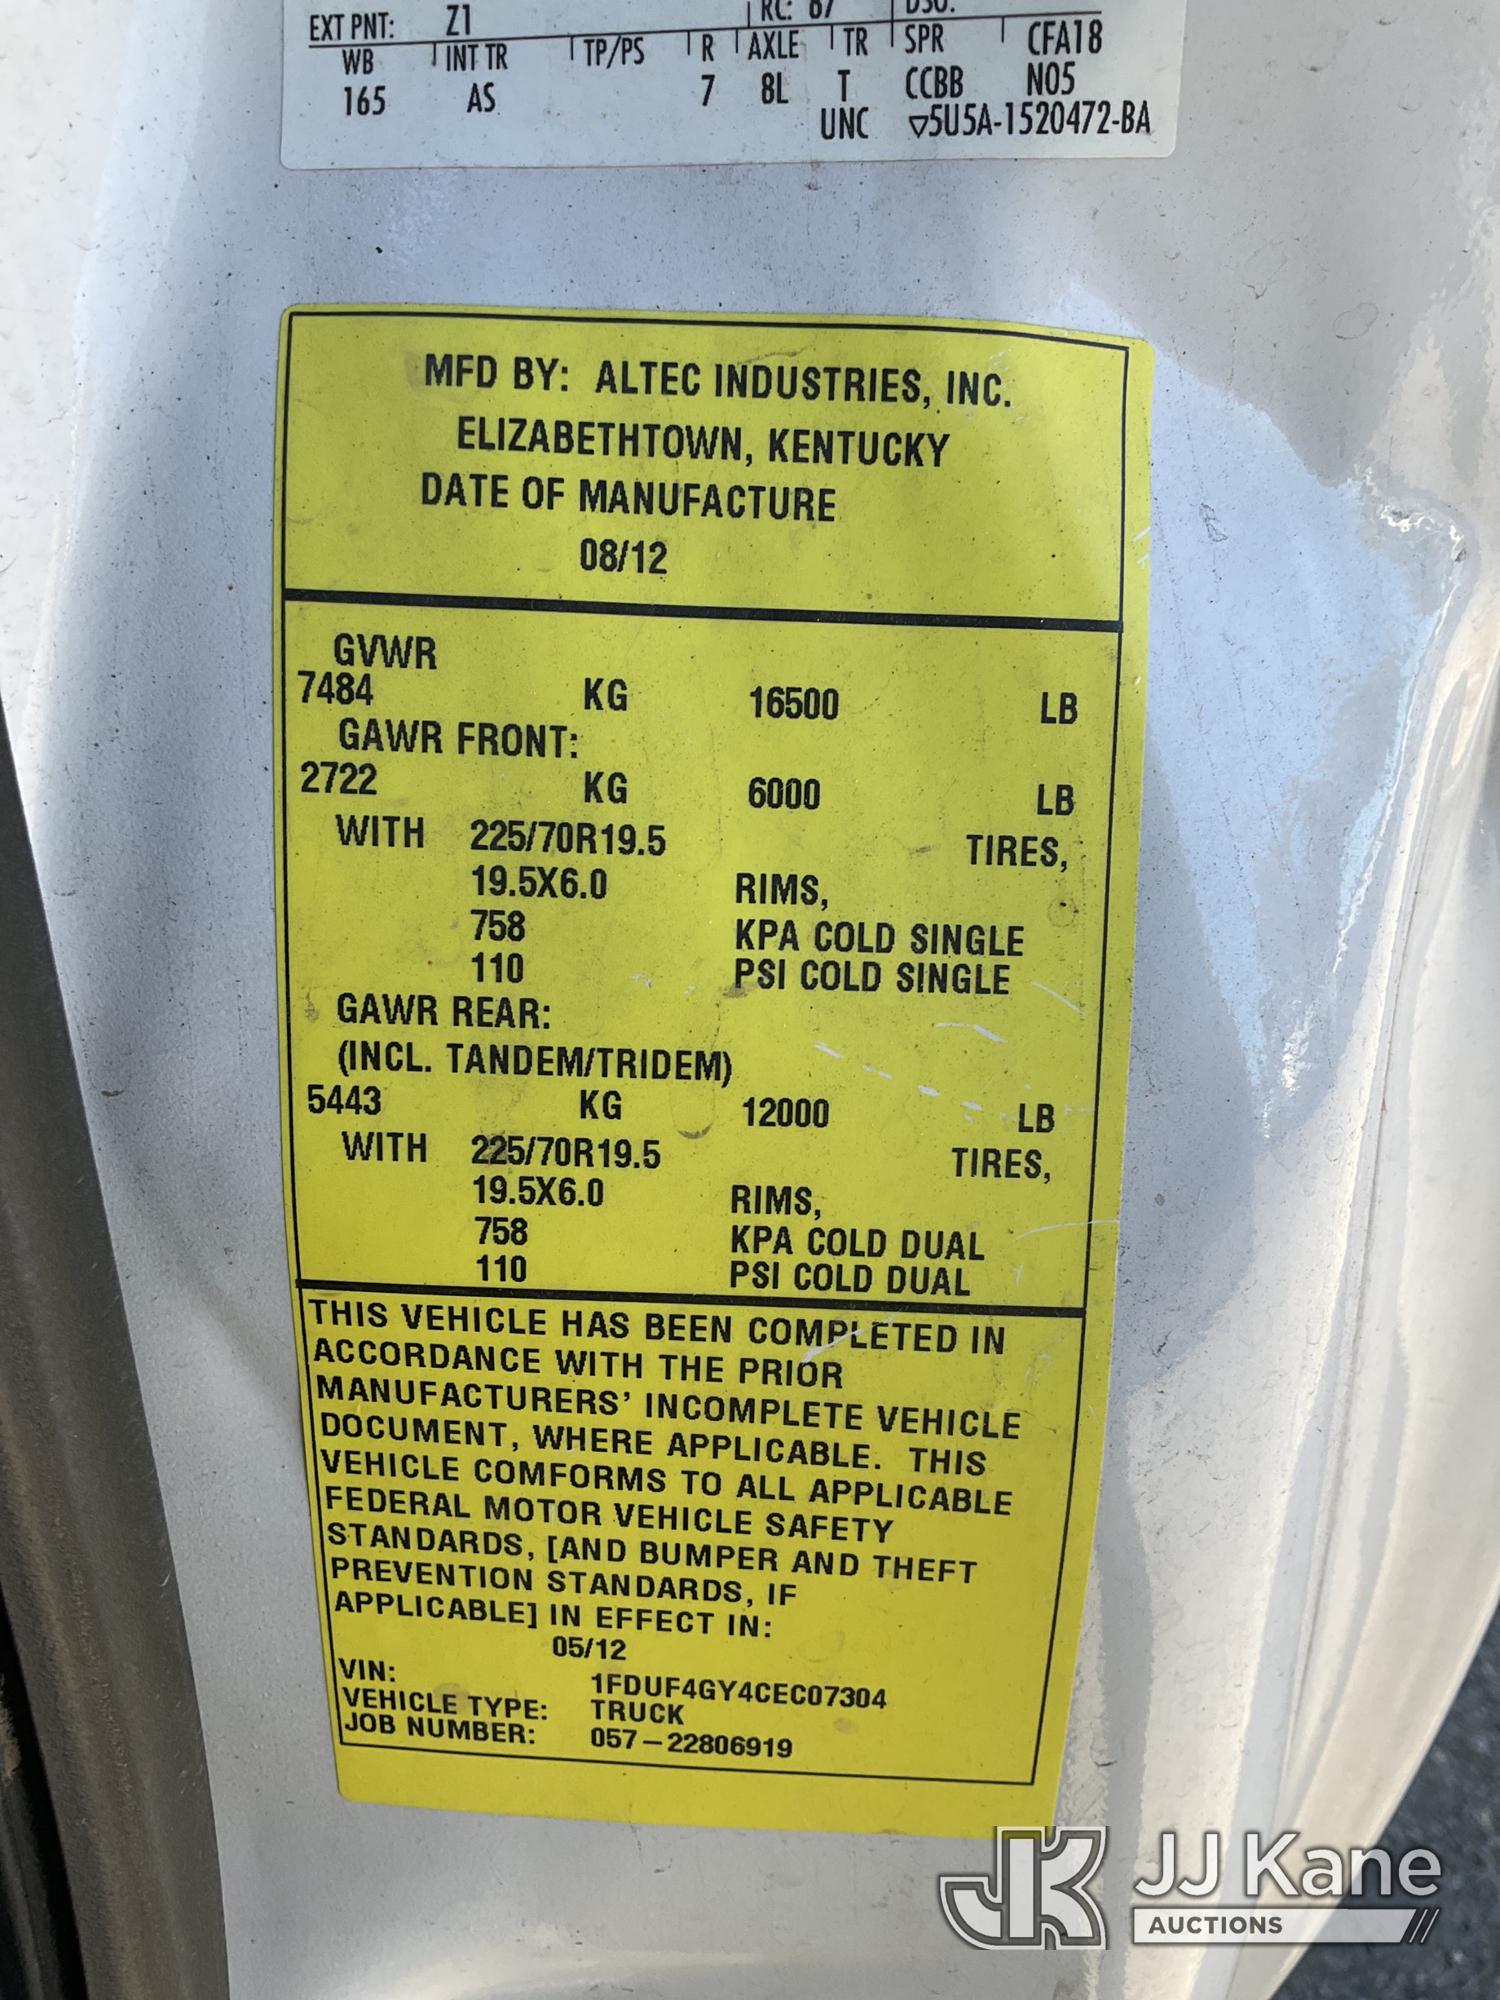 RC: 67 DSO:
EXT PNT: Z1
WB INT TR TP/PS R AXLE TR SPR CFA18
165 AS 7 8L T CCBB N05
UNC ▽5U5A-1520472-BA
MFD BY: ALTEC INDUSTRIES, INC.
ELIZABETHTOWN, KENTUCKY
DATE OF MANUFACTURE
08/12
GVWR
7484 KG 16500 LB
GAWR FRONT:
2722 KG 6000 LB
WITH 225/70R19.5 TIRES,
19.5X6.0 RIMS,
758 KPA COLD SINGLE
110 PSI COLD SINGLE
GAWR REAR:
(INCL. TANDEM/TRIDEM)
5443 KG 12000 LB
WITH 225/70R19.5 TIRES,
19.5X6.0 RIMS,
758 KPA COLD DUAL
110 PSI COLD DUAL
THIS VEHICLE HAS BEEN COMPLETED IN
ACCORDANCE WITH THE PRIOR
MANUFACTURERS' INCOMPLETE VEHICLE
DOCUMENT, WHERE APPLICABLE. THIS
VEHICLE COMFORMS TO ALL APPLICABLE
FEDERAL MOTOR VEHICLE SAFETY
STANDARDS, [AND BUMPER AND THEFT
PREVENTION STANDARDS, IF
APPLICABLE] IN EFFECT IN:
05/12
VIN: 1FDUF4GY4CEC07304
VEHICLE TYPE: TRUCK
JOB NUMBER: 057-22806919
JK JJ Kane
AUCTIONS